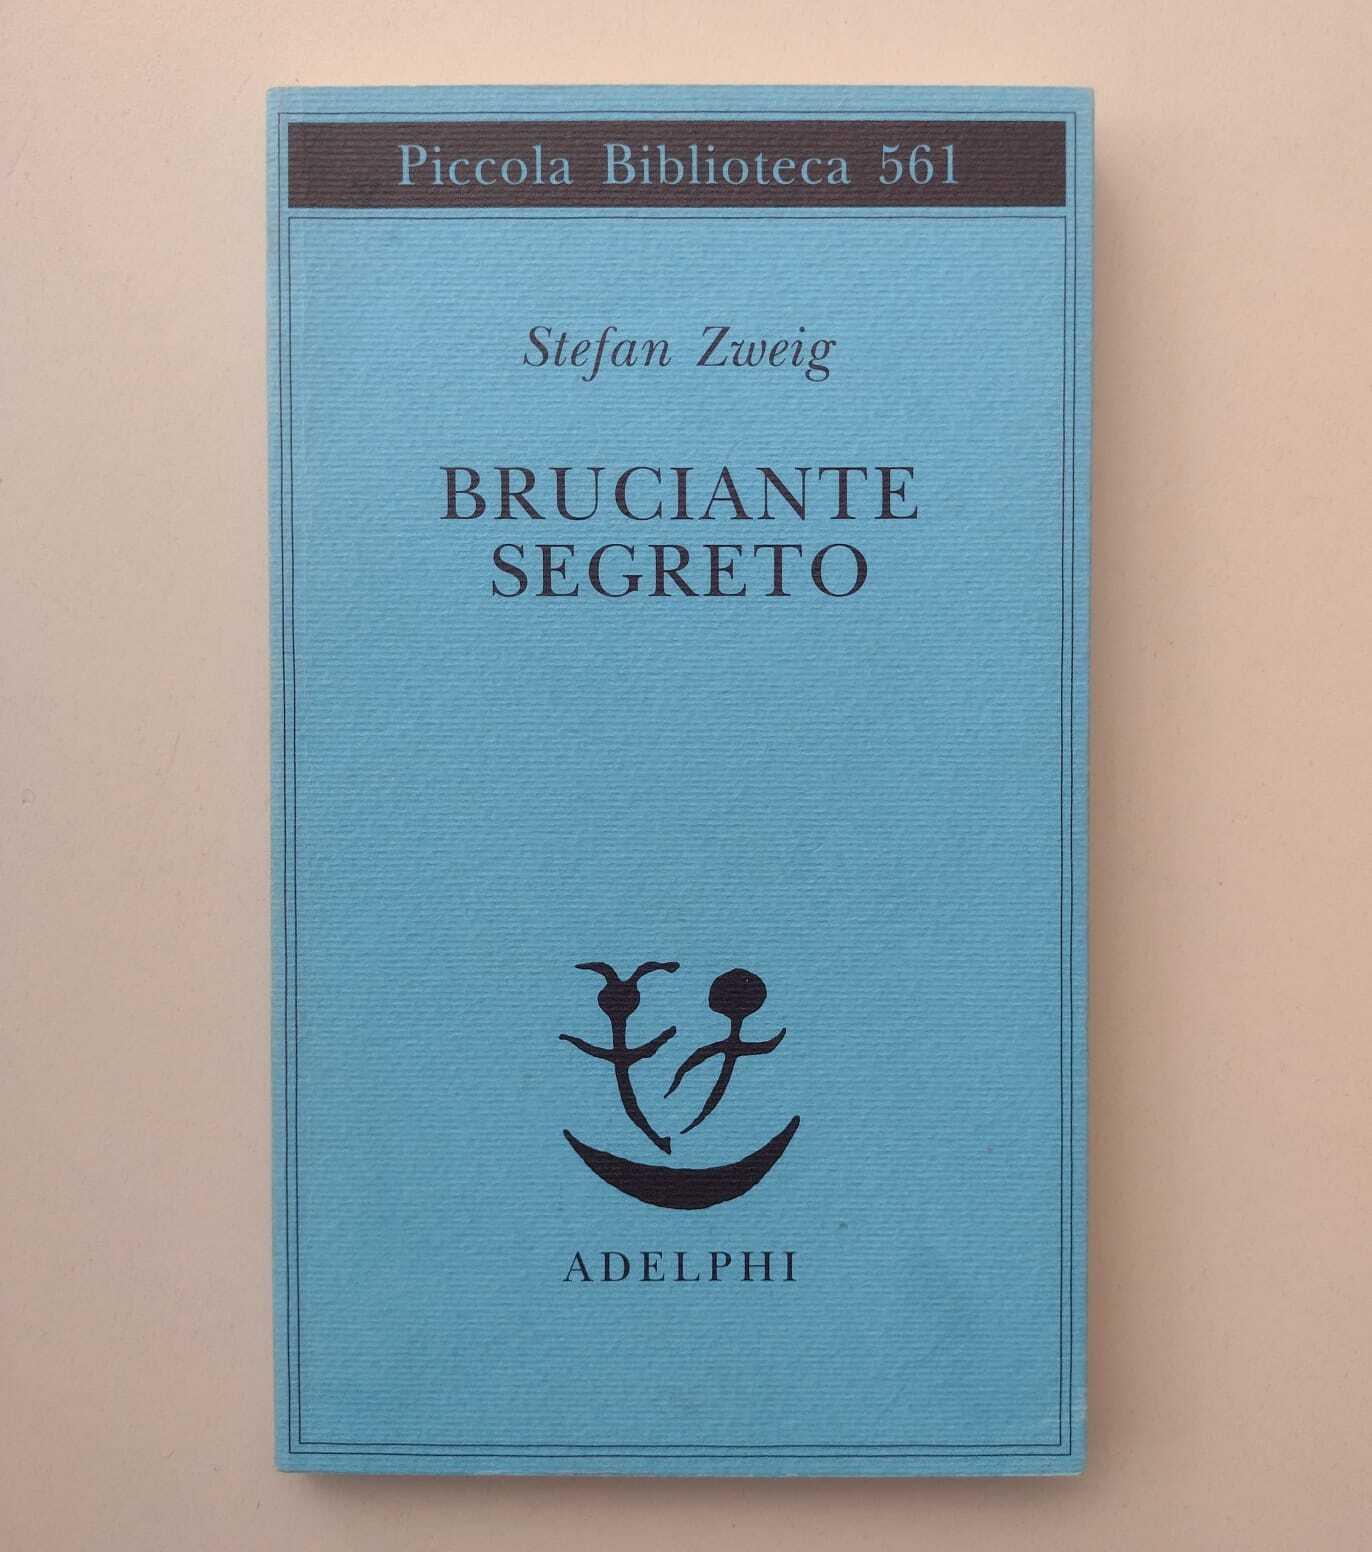 Piccola Biblioteca 561
Stefan Zweig
BRUCIANTE
SEGRETO
ADELPHI